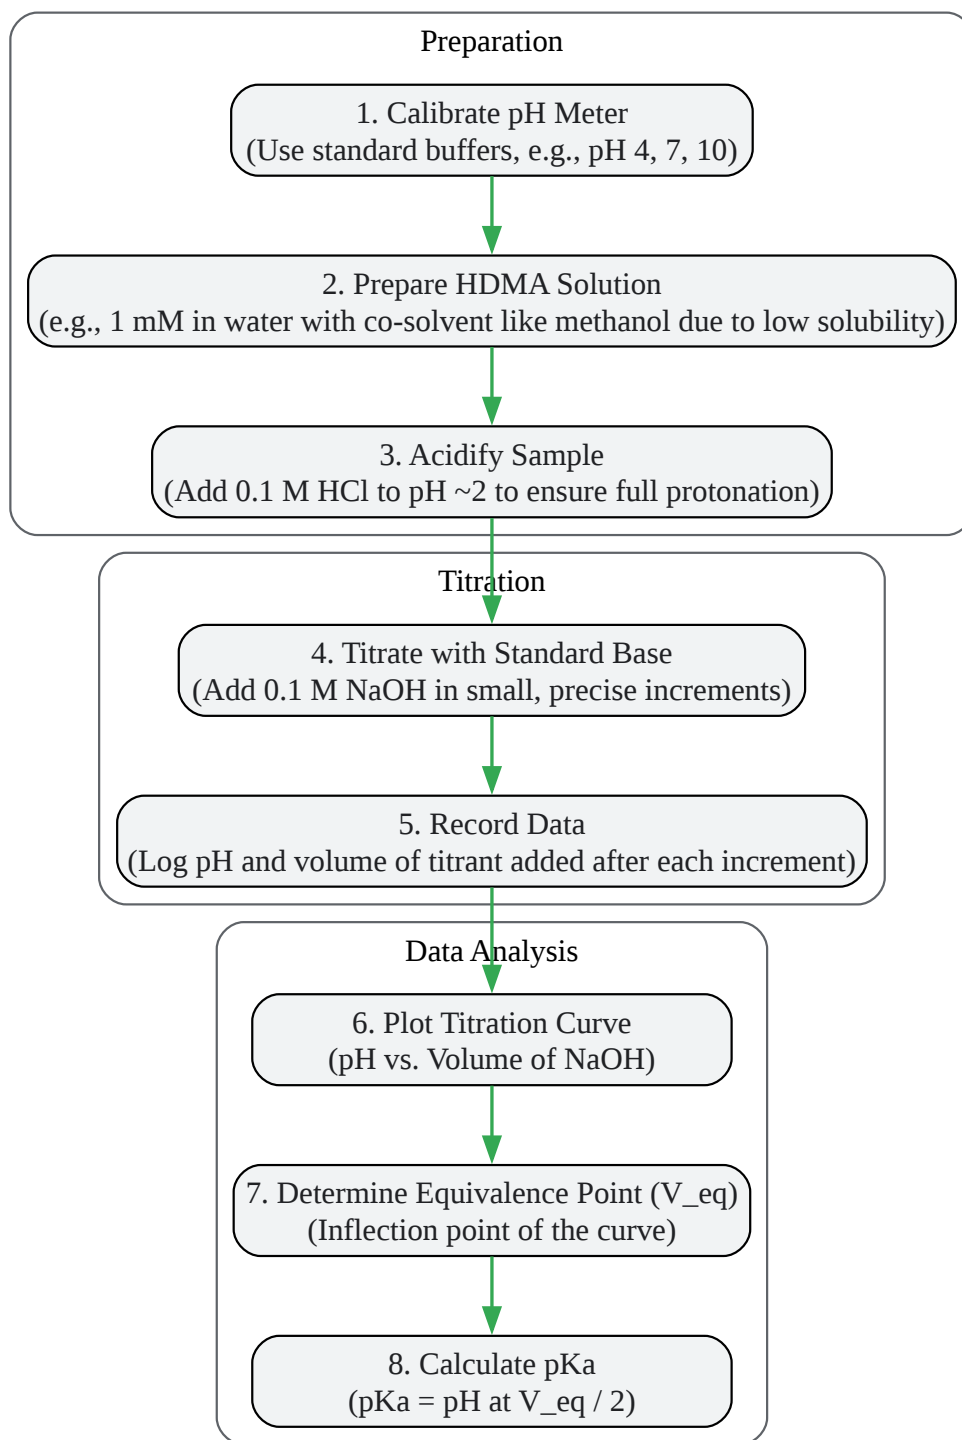 Preparation
1. Calibrate pH Meter
(Use standard buffers, e.g., pH 4, 7, 10)
2. Prepare HDMA Solution
(e.g., 1 mM in water with co-solvent like methanol due to low solubility)
3. Acidify Sample
(Add 0.1 M HCl to pH ~2 to ensure full protonation)
Titration
4. Titrate with Standard Base
(Add 0.1 M NaOH in small, precise increments)
5. Record Data
(Log pH and volume of titrant added after each increment)
Data Analysis
6. Plot Titration Curve
(pH vs. Volume of NaOH)
7. Determine Equivalence Point (V_eq)
(Inflection point of the curve)
8. Calculate pKa
(pKa = pH at V_eq / 2)